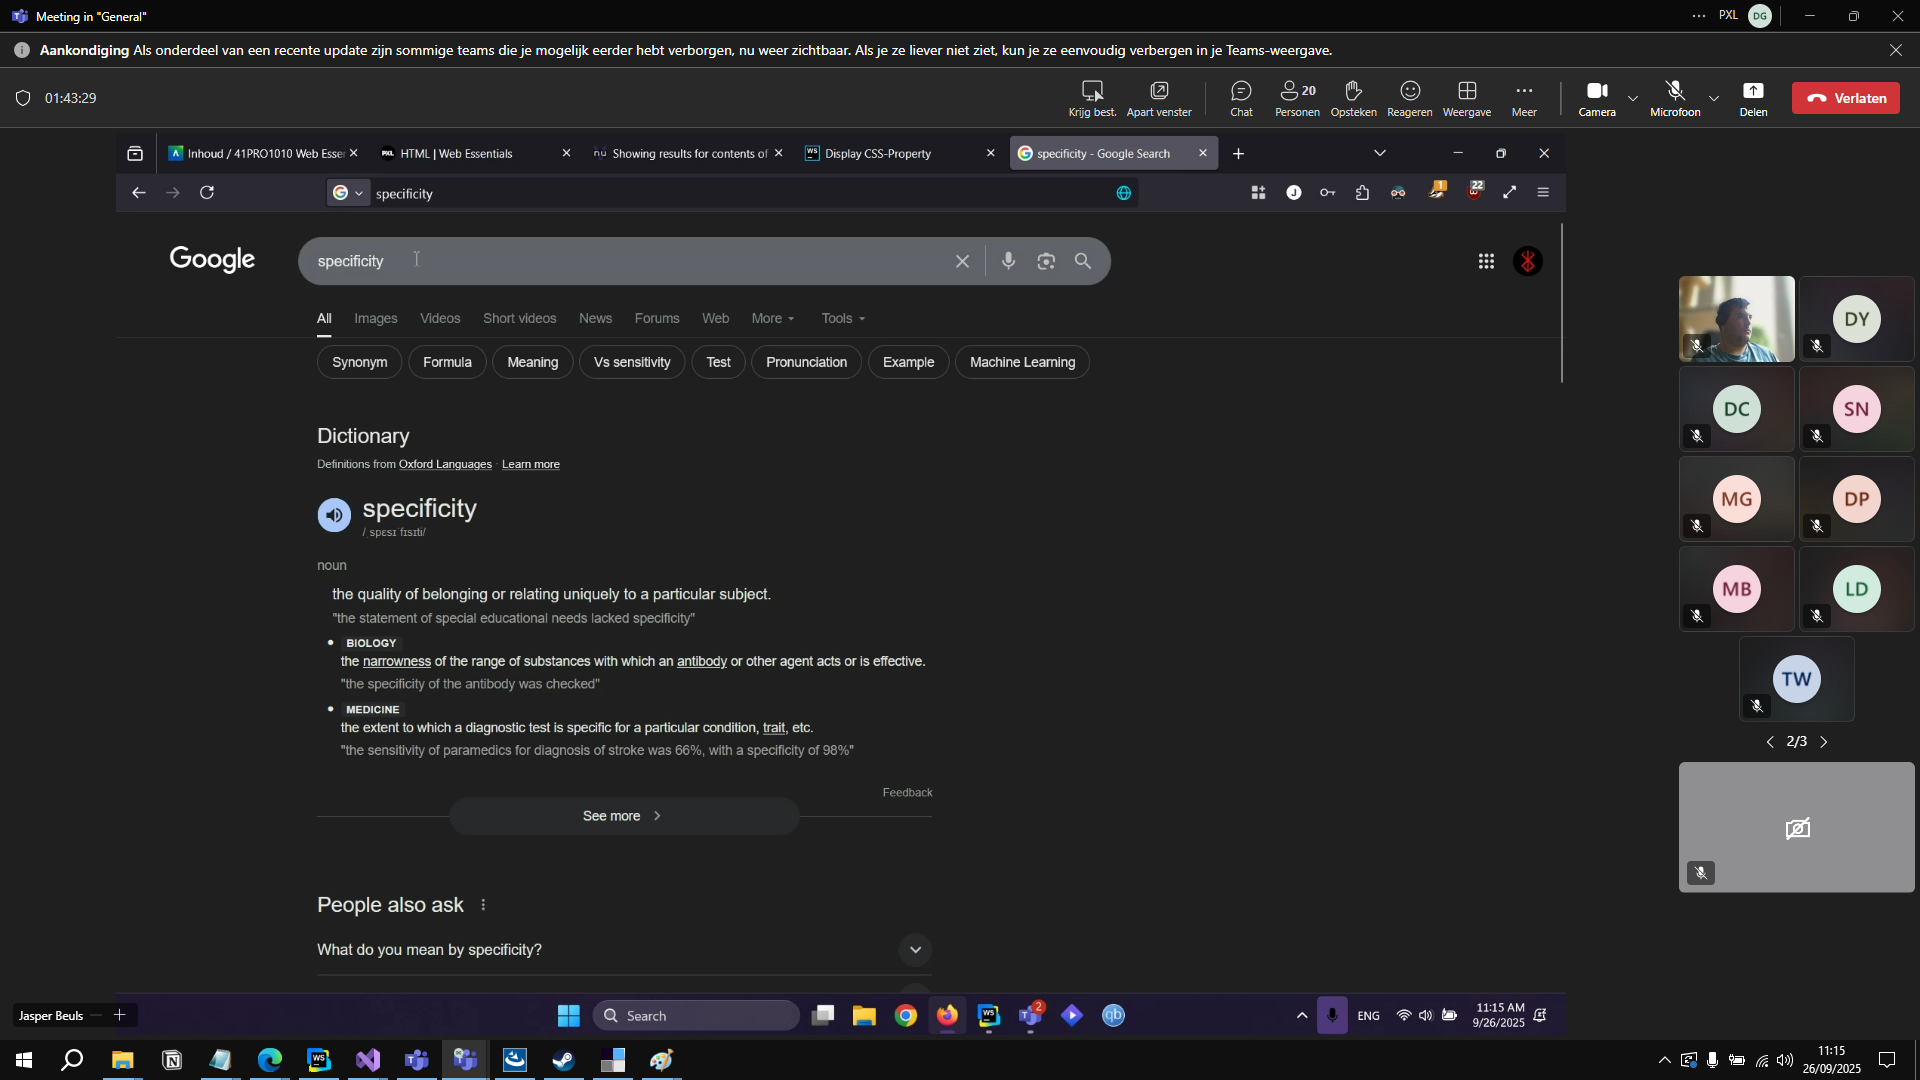 Meeting in "General"
PXL
DG
Aankondiging Als onderdeel van een recente update zijn sommige teams die je mogelijk eerder hebt verborgen, nu weer zichtbaar. Als je ze liever niet ziet, kun je ze eenvoudig verbergen in je Teams-weergave.
01:43:29
Krijg best.
Apart venster
Chat
20
Personen
Opsteken
Reageren
Weergave
Meer
Camera
Microfoon
Delen
Verlaten
Inhoud / 41PRO1010 Web Esse
HTML | Web Essentials
Showing results for contents of
Display CSS-Property
specificity - Google Search
specificity
1
22
Google
specificity
All
Images
Videos
Short videos
News
Forums
Web
More
Tools
Synonym
Formula
Meaning
Vs sensitivity
Test
Pronunciation
Example
Machine Learning
Dictionary
Definitions from Oxford Languages · Learn more
specificity
/ˌspɛsɪˈfɪsɪti/
noun
the quality of belonging or relating uniquely to a particular subject.
"the statement of special educational needs lacked specificity"
• BIOLOGY
the narrowness of the range of substances with which an antibody or other agent acts or is effective.
"the specificity of the antibody was checked"
• MEDICINE
the extent to which a diagnostic test is specific for a particular condition, trait, etc.
"the sensitivity of paramedics for diagnosis of stroke was 66%, with a specificity of 98%"
Feedback
See more
People also ask
What do you mean by specificity?
DY
DC
SN
MG
DP
MB
LD
TW
2/3
Jasper Beuls
Search
WS
2
qb
ENG
11:15 AM
9/26/2025
WS
11:15
26/09/2025